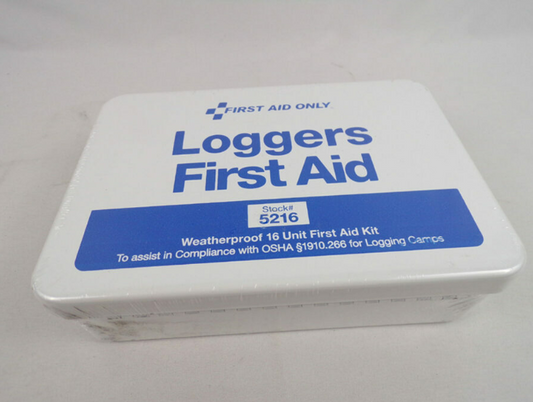 FIRST AID ONLY
Loggers
First Aid
Stock#
5216
Weatherproof 16 Unit First Aid Kit
To assist in Compliance with OSHA §1910.266 for Logging Camps